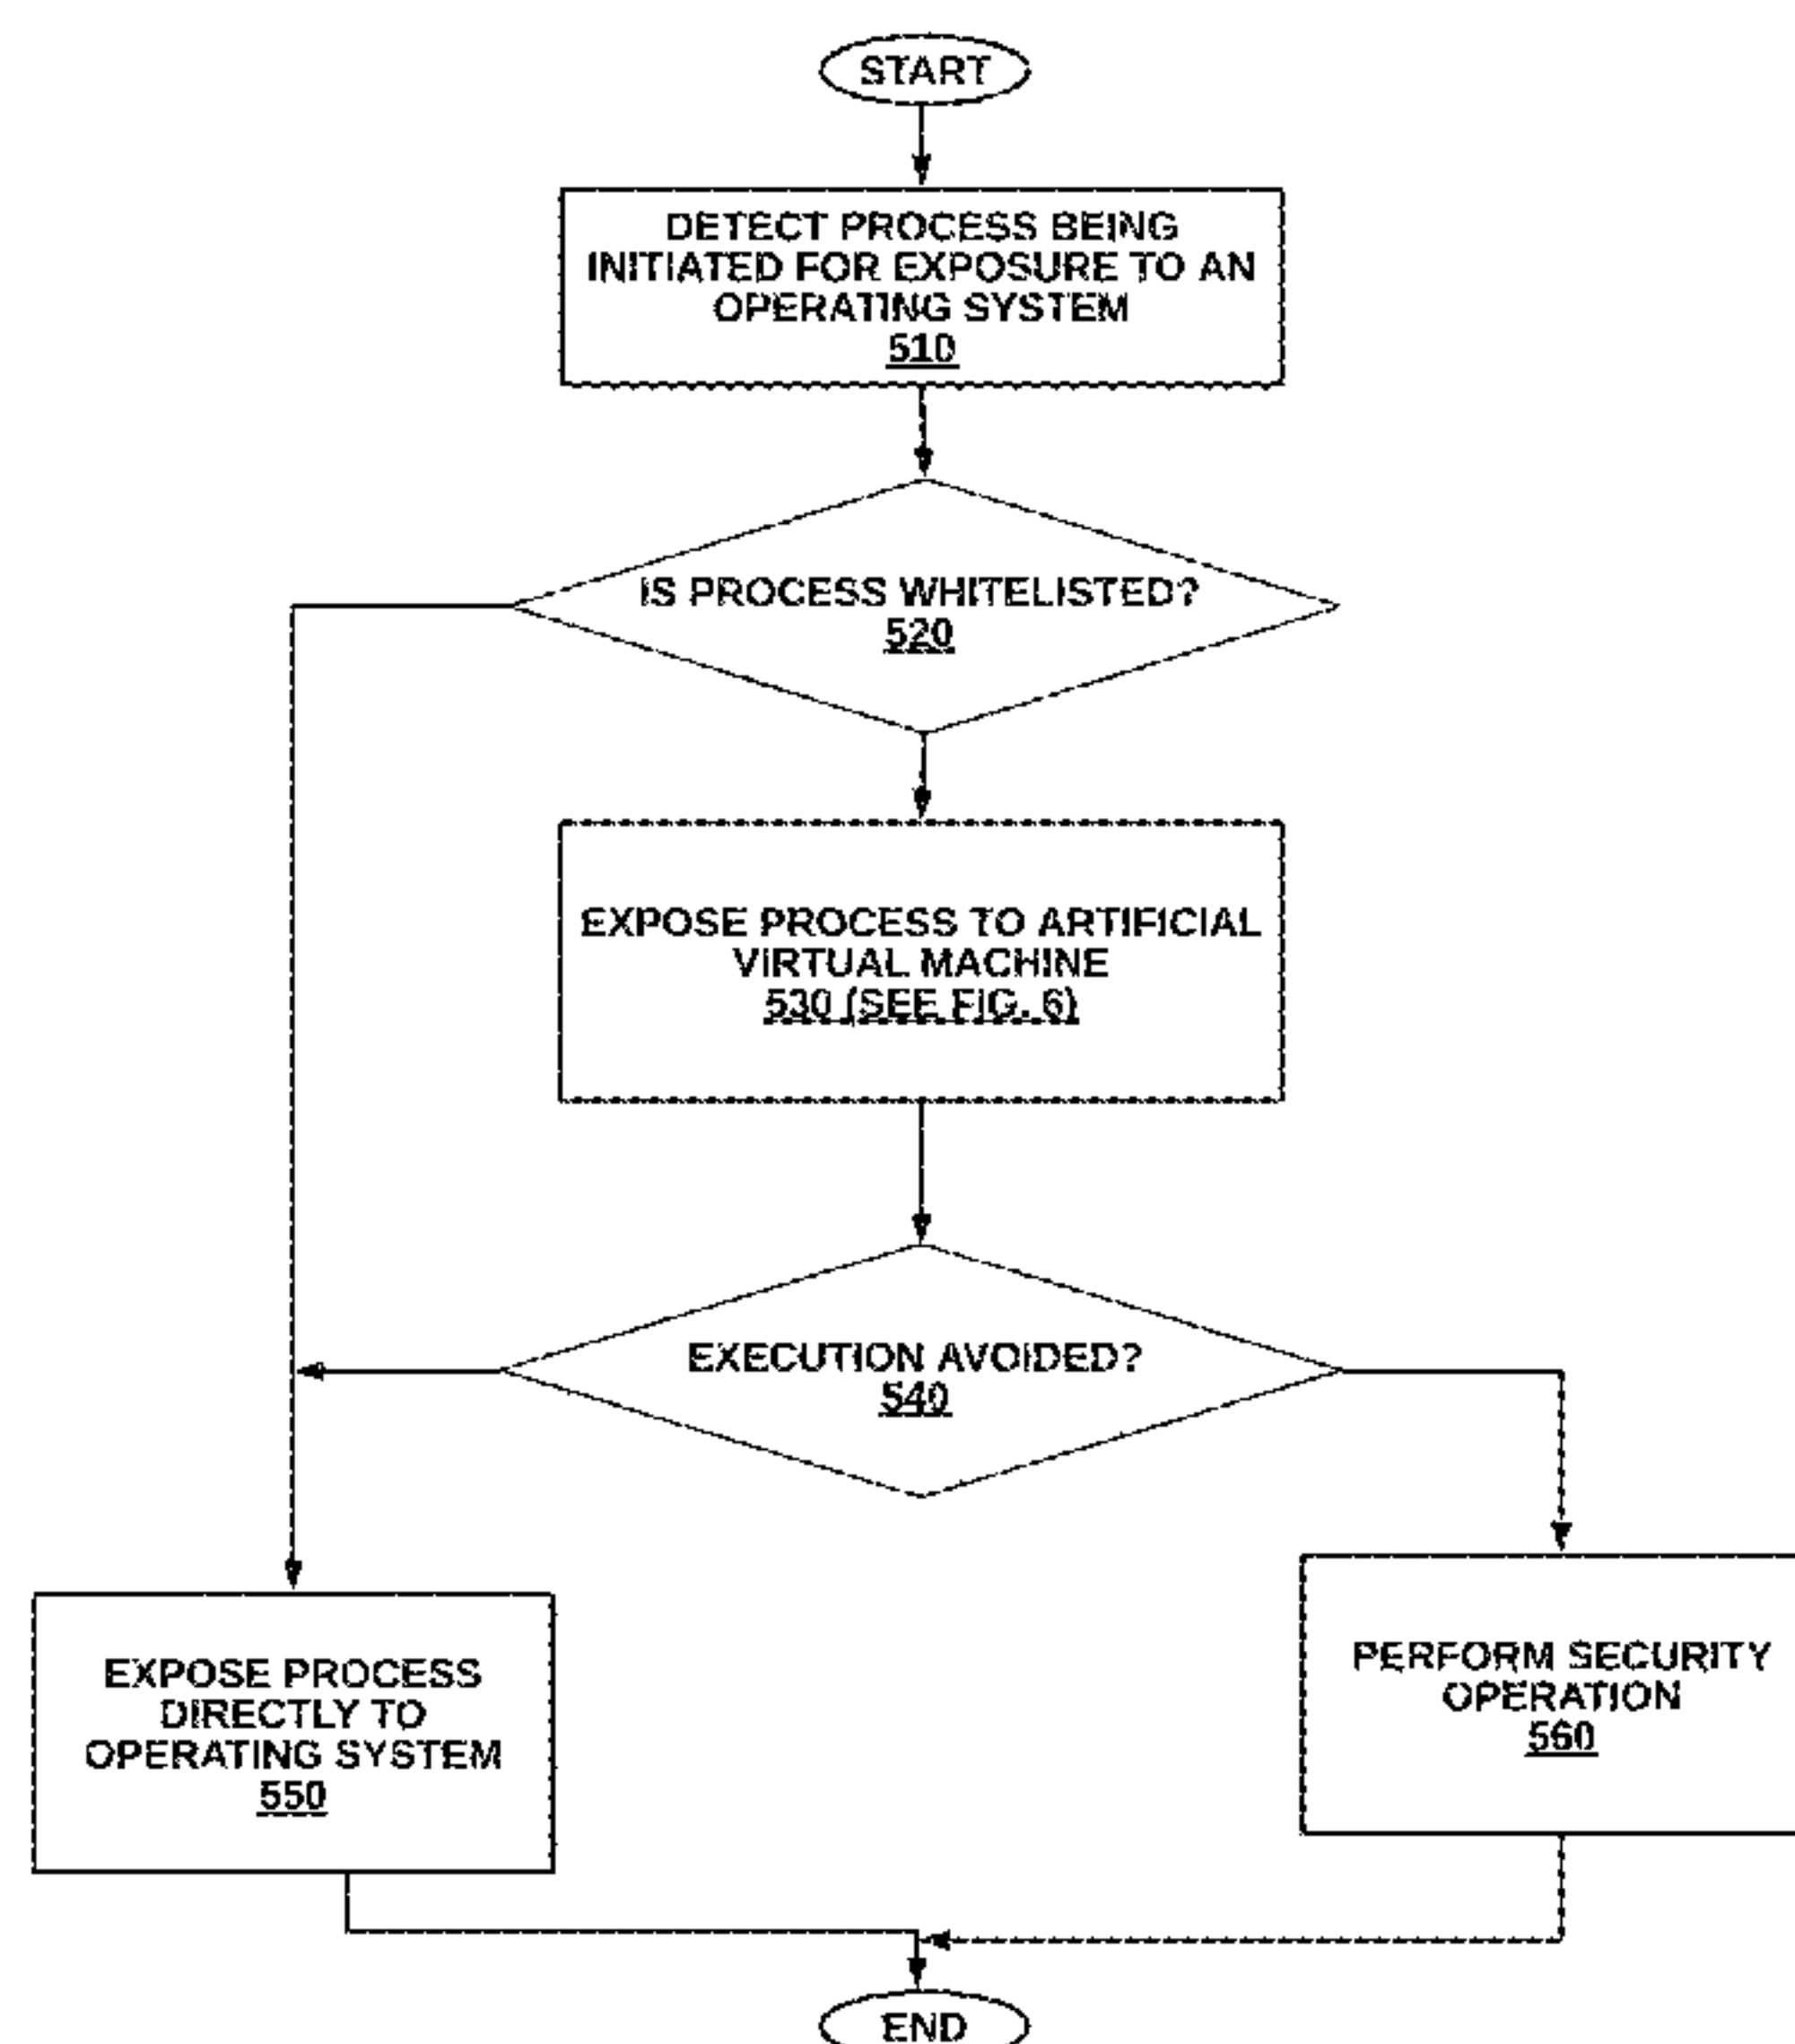 START
DETECT PROCESS BEING
INITIATED FOR EXPOSURE TO AN
OPERATING SYSTEM
510
IS PROCESS WHITELISTED?
520
EXPOSE PROCESS TO ARTIFICIAL
VIRTUAL MACHINE
530 (SEE FIG. 6)
EXECUTION AVOIDED?
540
EXPOSE PROCESS
DIRECTLY TO
OPERATING SYSTEM
550
PERFORM SECURITY
OPERATION
560
END